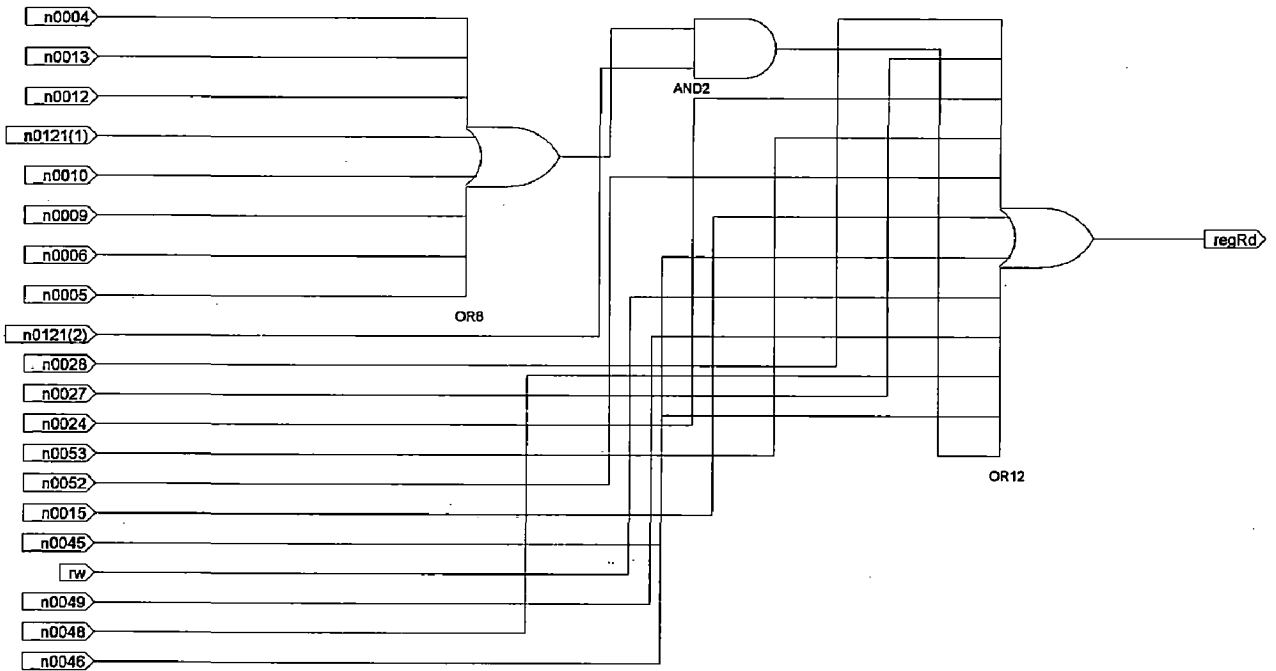 _n0004
_n0013
_n0012
n0121(1)
_n0010
_n0009
_n0006
_n0005
n0121(2)
_n0028
_n0027
_n0024
_n0053
_n0052
_n0015
_n0045
rw
_n0049
_n0048
_n0046
OR8
AND2
OR12
regRd